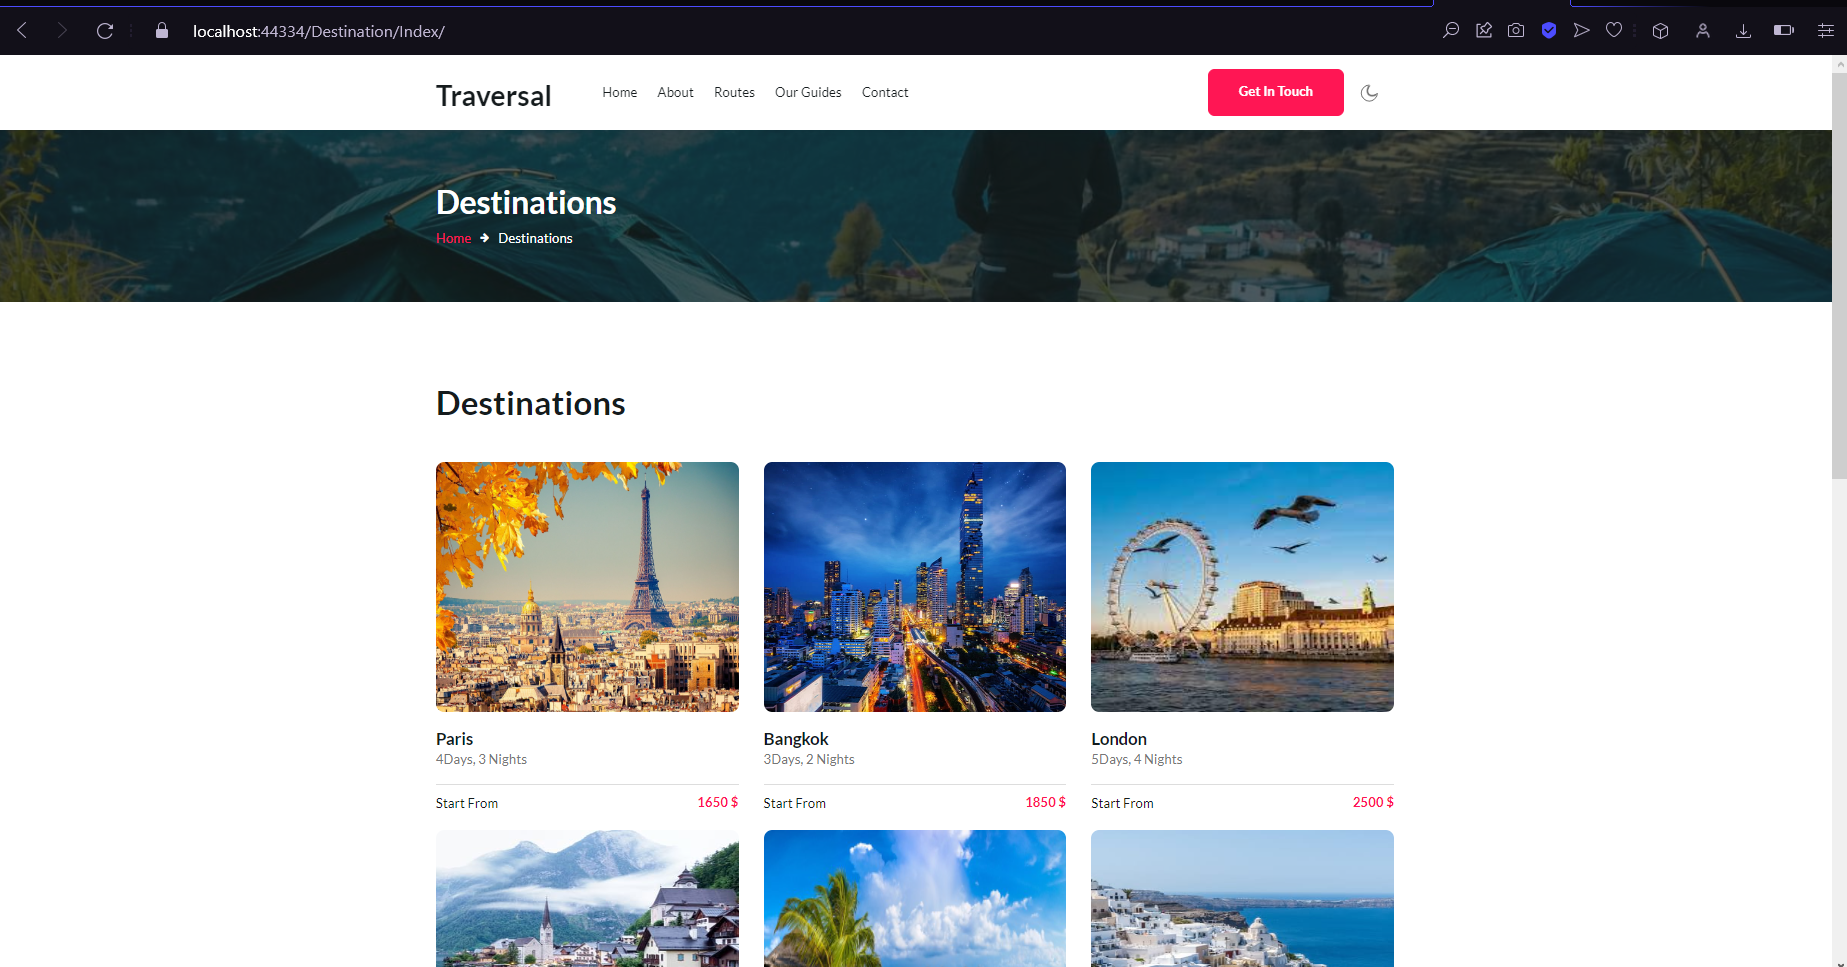 localhost:44334/Destination/Index/
Traversal
Home About Routes Our Guides Contact
Get In Touch
Destinations
Home → Destinations
Destinations
Paris
4Days, 3 Nights
Start From 1650 $
Bangkok
3Days, 2 Nights
Start From 1850 $
London
5Days, 4 Nights
Start From 2500 $